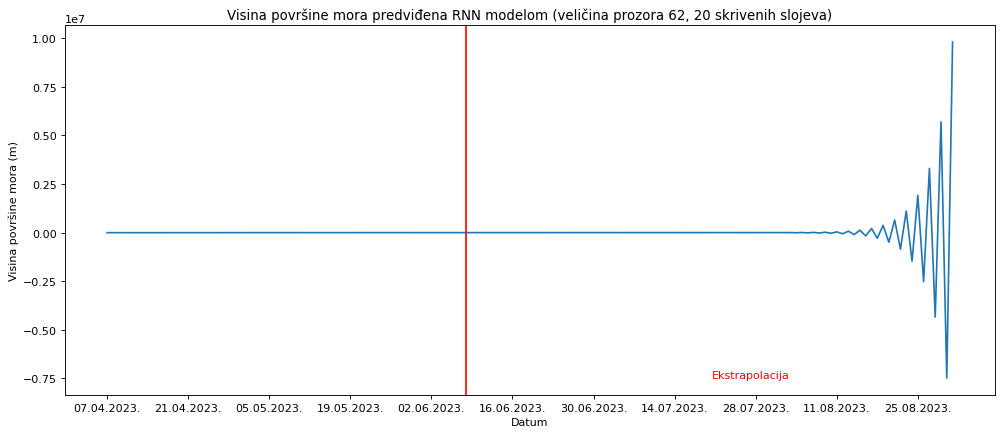 Visina površine mora predviđena RNN modelom (veličina prozora 62, 20 skrivenih slojeva)
1e7
1.00
0.75
0.50
0.25
0.00
−0.25
−0.50
−0.75
Visina površine mora (m)
Ekstrapolacija
07.04.2023. 21.04.2023. 05.05.2023. 19.05.2023. 02.06.2023. 16.06.2023. 30.06.2023. 14.07.2023. 28.07.2023. 11.08.2023. 25.08.2023.
Datum